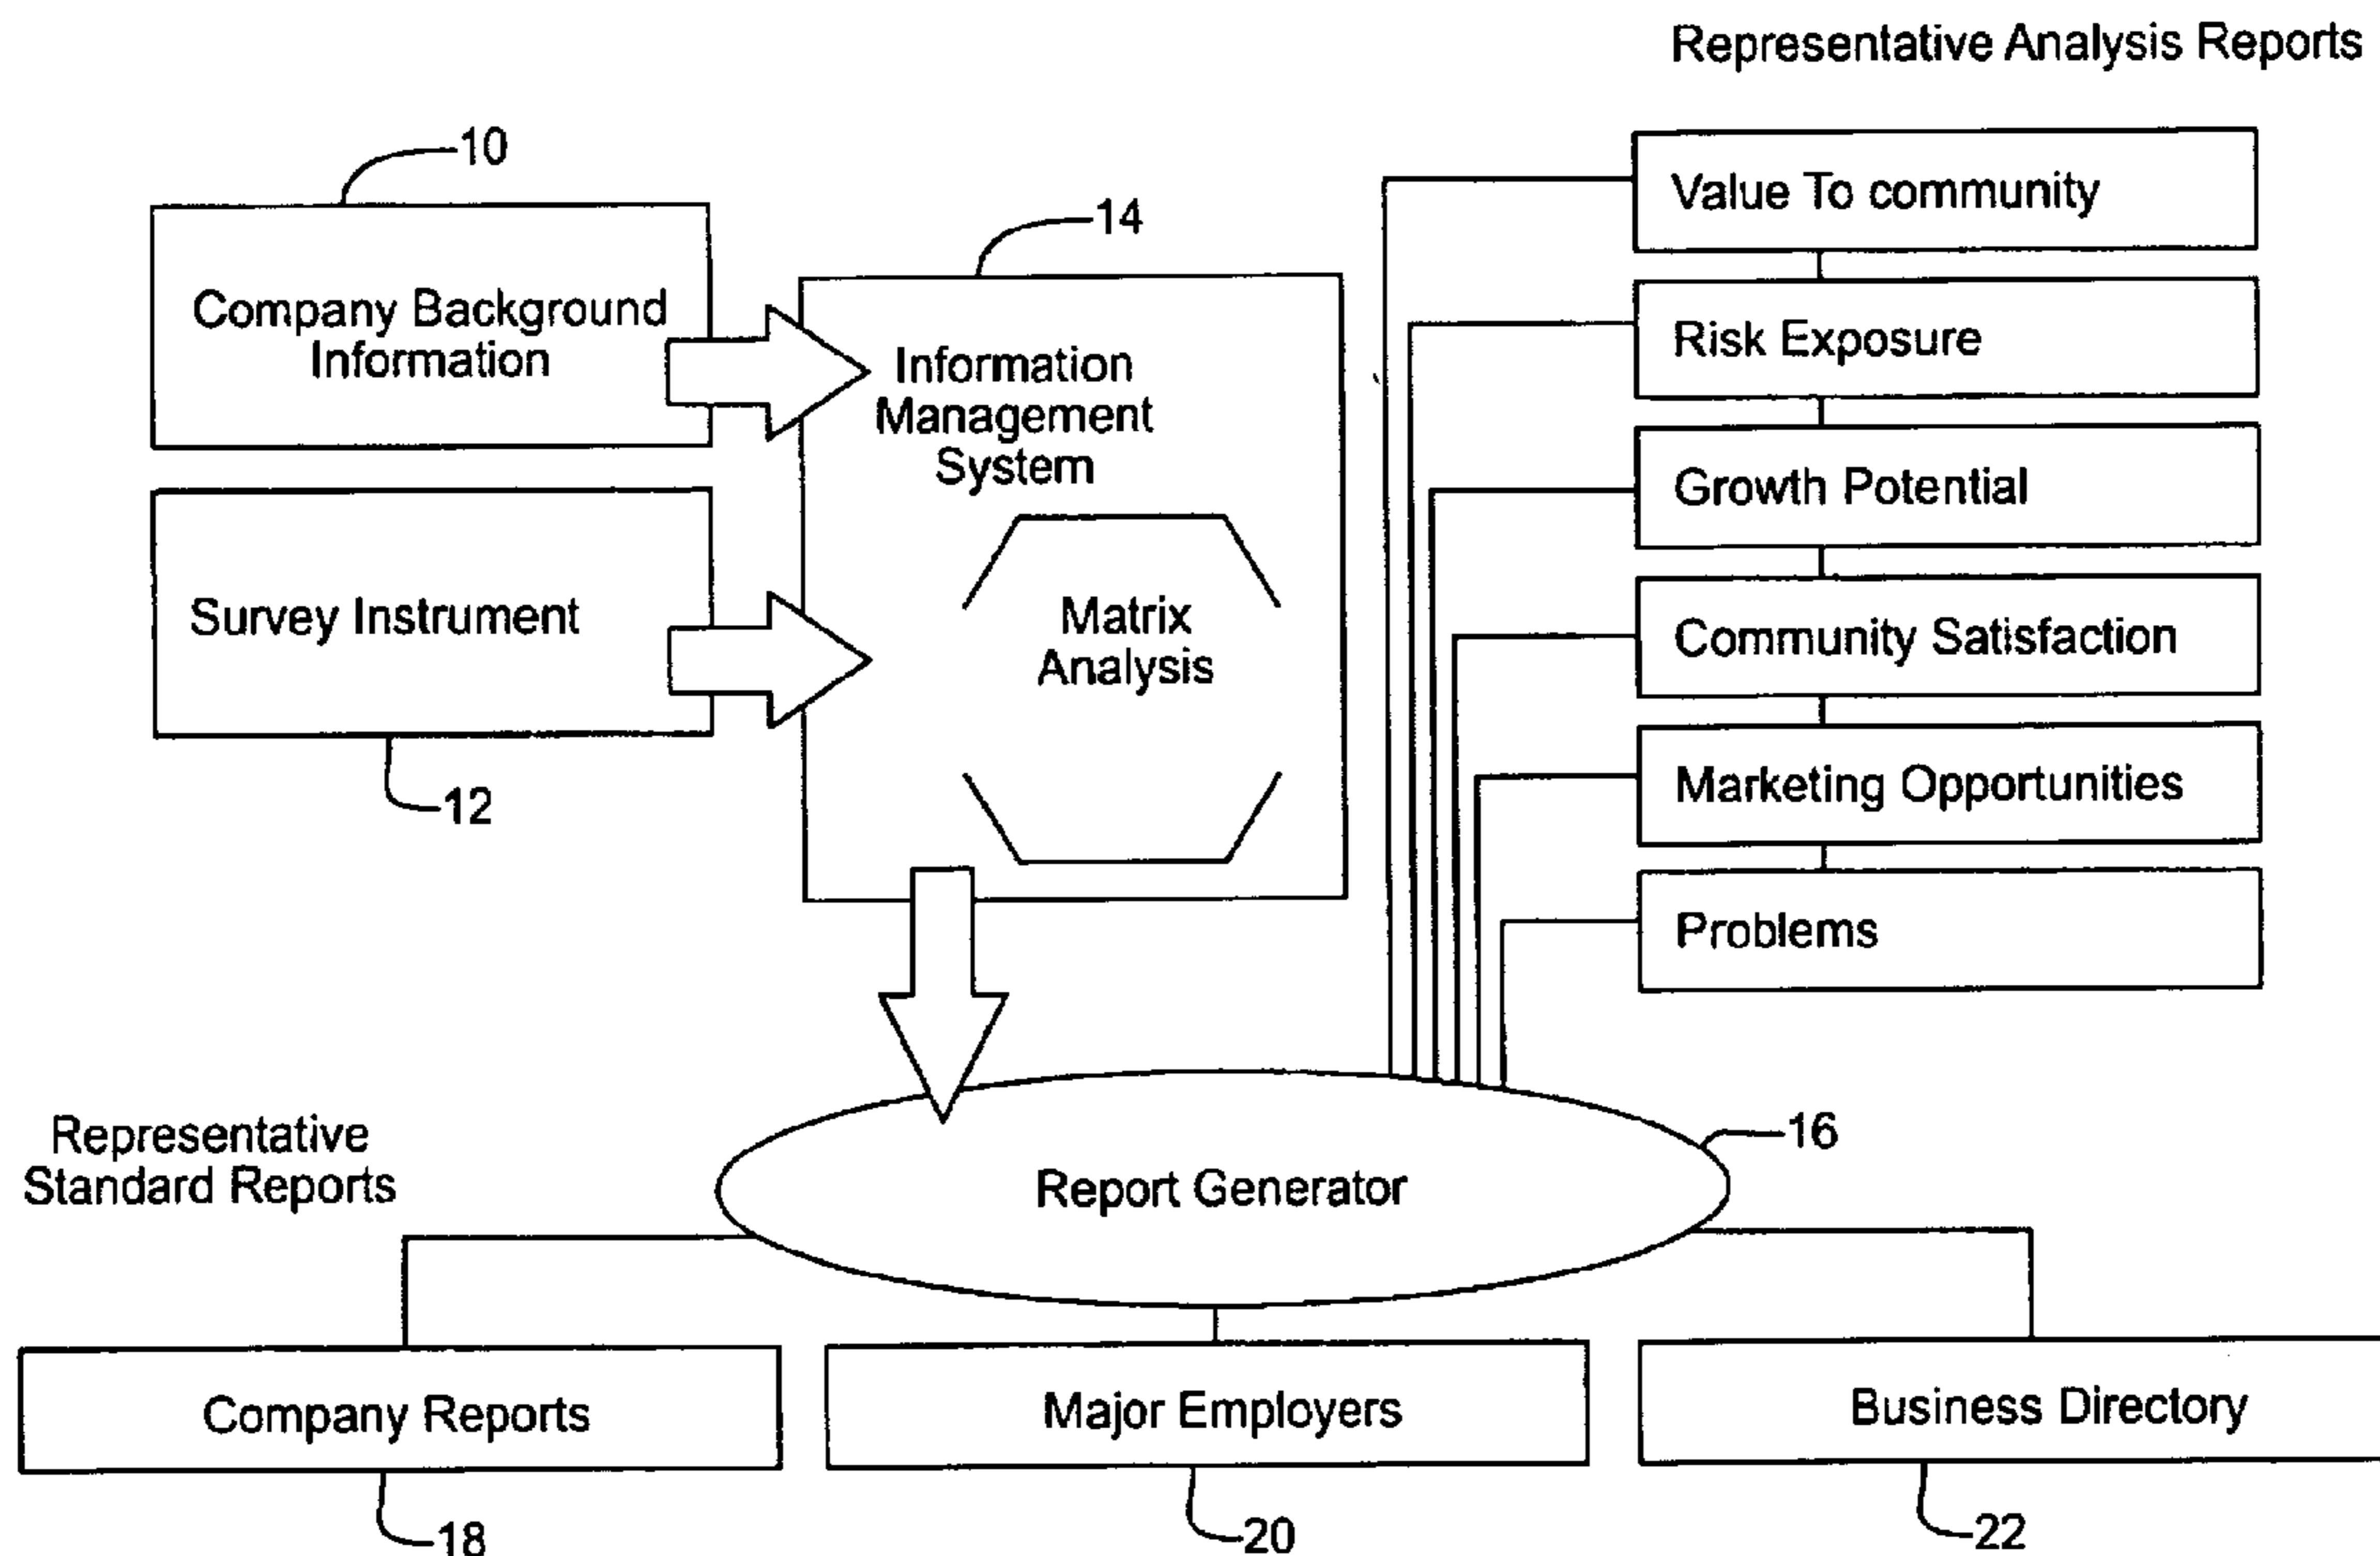 Representative Analysis Reports
10
14
Company Background
Information
Information
Management
System
Survey Instrument
12
Matrix
Analysis
Value To community
Risk Exposure
Growth Potential
Community Satisfaction
Marketing Opportunities
Problems
Representative
Standard Reports
16
Report Generator
Company Reports
Major Employers
Business Directory
18
20
22